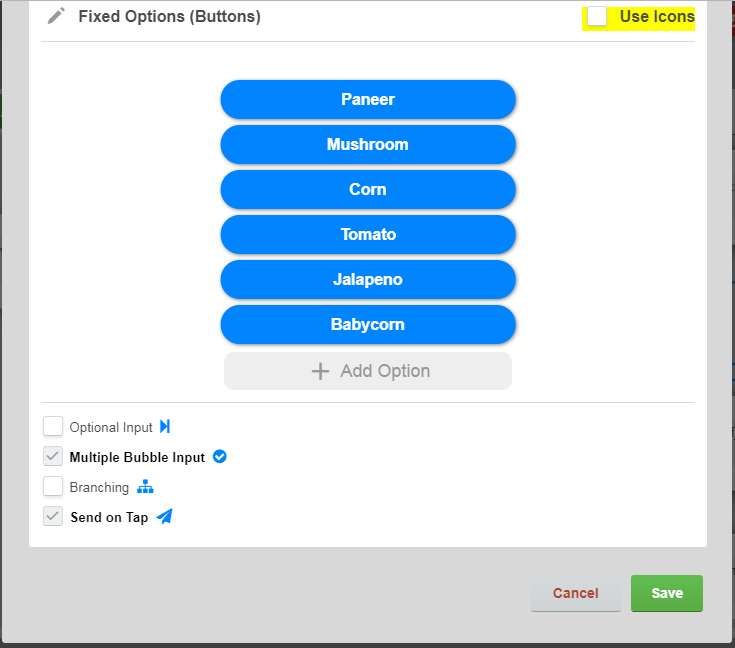 Fixed Options (Buttons)
Use Icons
Paneer
Mushroom
Corn
Tomato
Jalapeno
Babycorn
Add Option
Optional Input
Multiple Bubble Input
Branching
Send on Tap
Cancel
Save